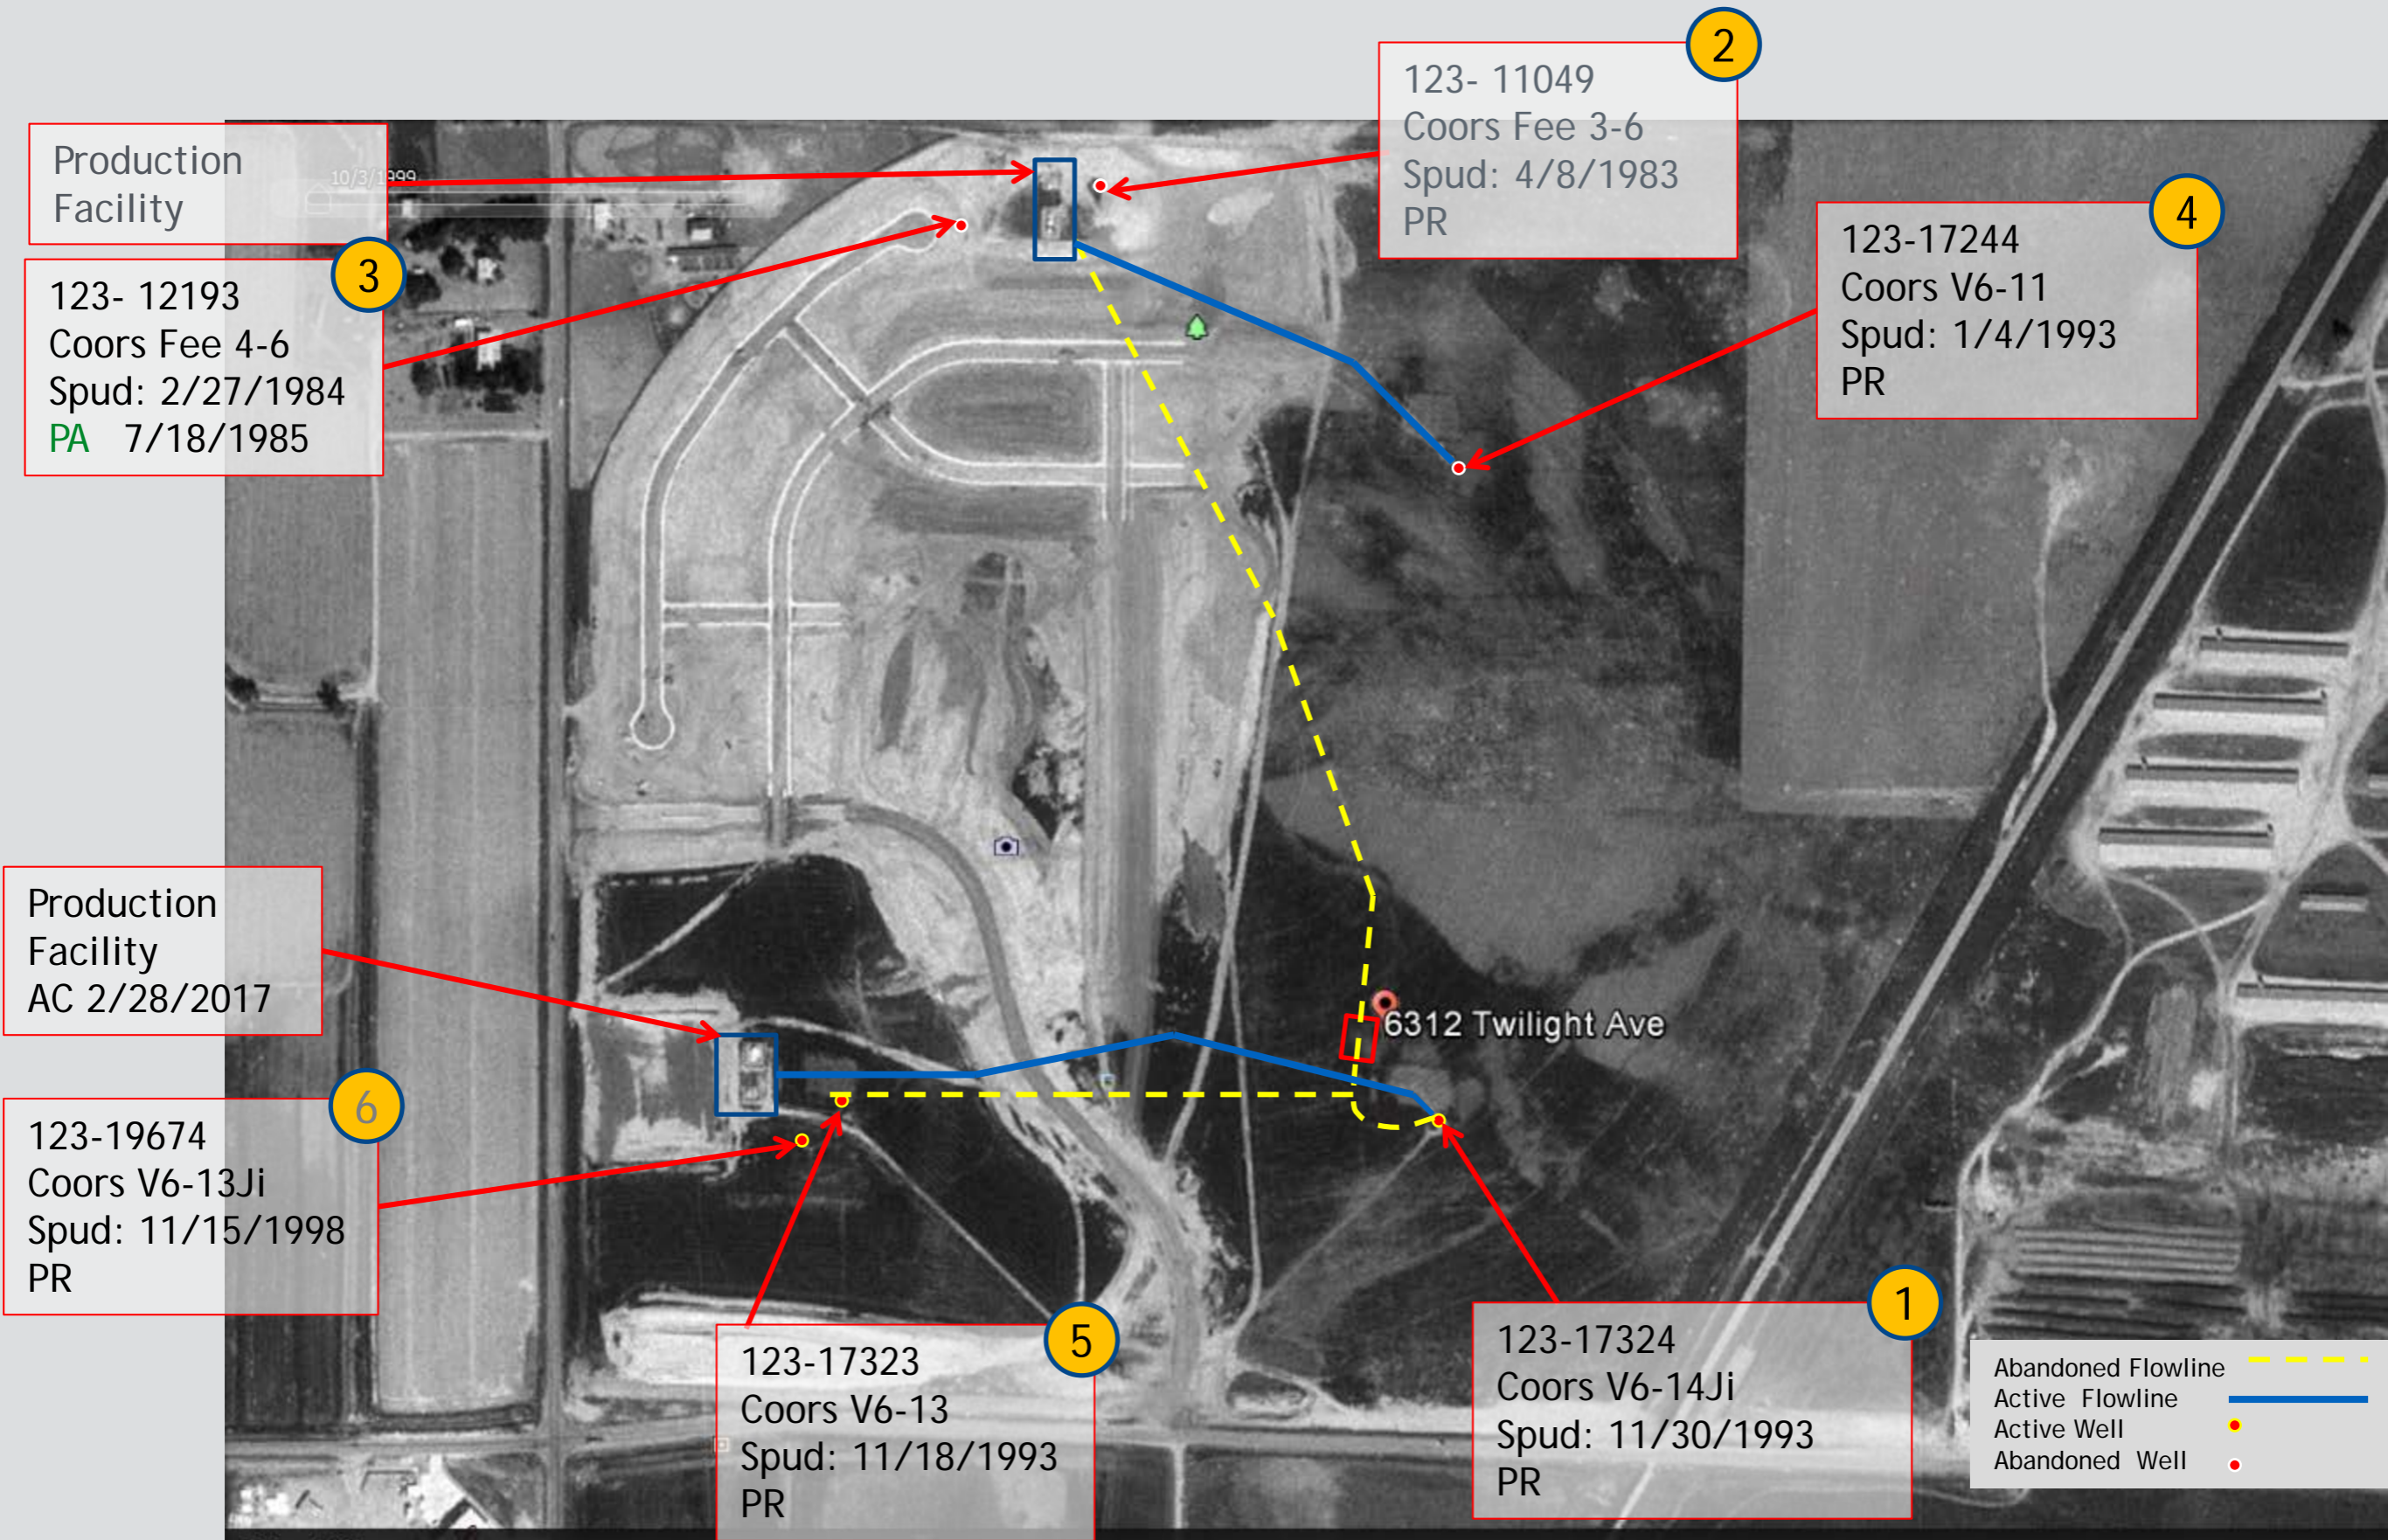 2
123- 11049
Coors Fee 3-6
Spud: 4/8/1983
PR
Production
Facility
10/3/1999
4
123-17244
Coors V6-11
Spud: 1/4/1993
PR
3
123- 12193
Coors Fee 4-6
Spud: 2/27/1984
PA 7/18/1985
Production
Facility
AC 2/28/2017
6312 Twilight Ave
6
123-19674
Coors V6-13Ji
Spud: 11/15/1998
PR
5
123-17323
Coors V6-13
Spud: 11/18/1993
PR
1
123-17324
Coors V6-14Ji
Spud: 11/30/1993
PR
Abandoned Flowline
Active Flowline
Active Well
Abandoned Well